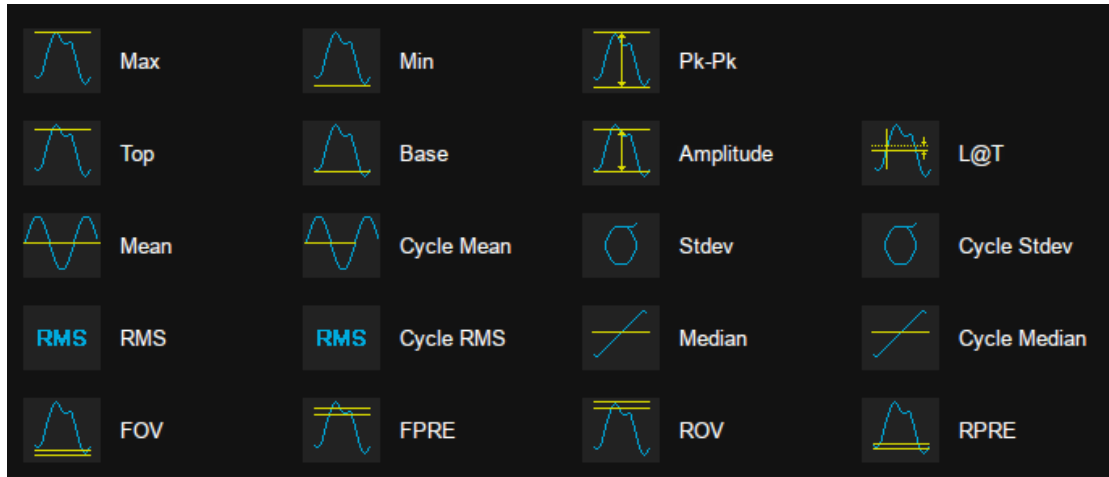 Max Min Pk-Pk
Top Base Amplitude L@T
Mean Cycle Mean Stdev Cycle Stdev
RMS RMS RMS Cycle RMS Median Cycle Median
FOV FPRE ROV RPRE